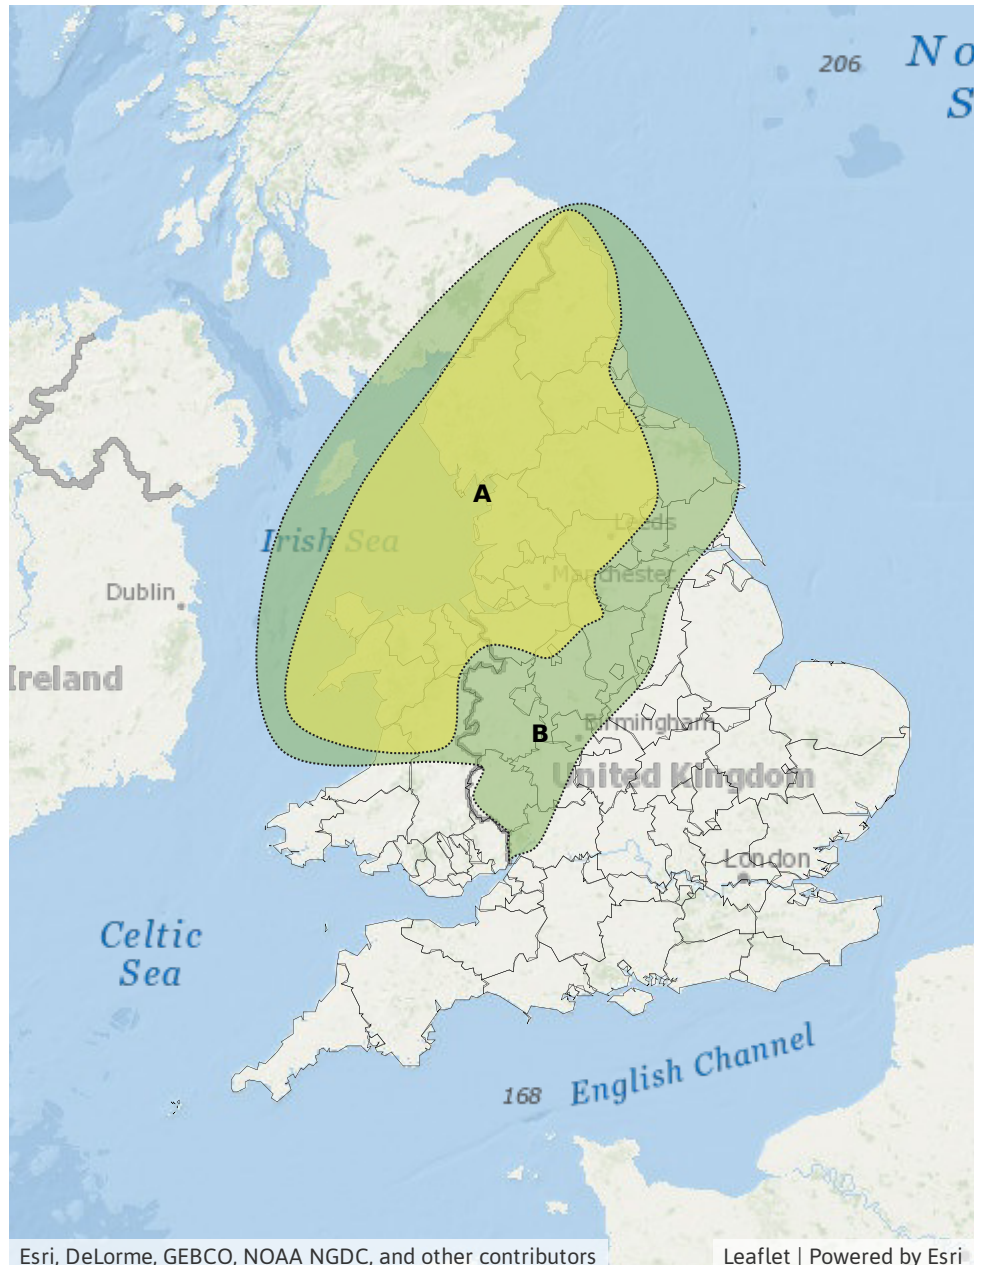 206
No
S
A
Leeds
Irish Sea
Manchester
Dublin
Ireland
Birmingham
B
United Kingdom
London
Celtic
Sea
English Channel
168
Esri, DeLorme, GEBCO, NOAA NGDC, and other contributors
Leaflet | Powered by Esri